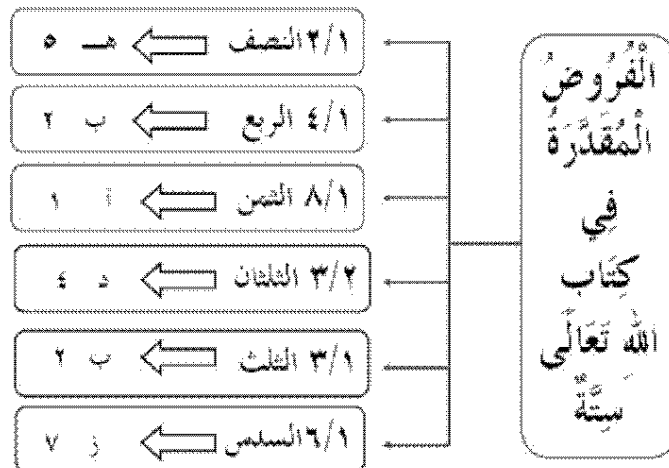 الْفُرُوضُ
الْمُقَدَّرَةُ
فِي
كِتَاب
اللهِ تَعَالَى
سِتَّةٌ
٢/١ النصف هـ ٥
٤/١ الربع ب ٢
٨/١ الثمن أ ١
٣/٢ الثلثان د ٤
٣/١ الثلث ب ٢
٦/١ السدس ز ٧